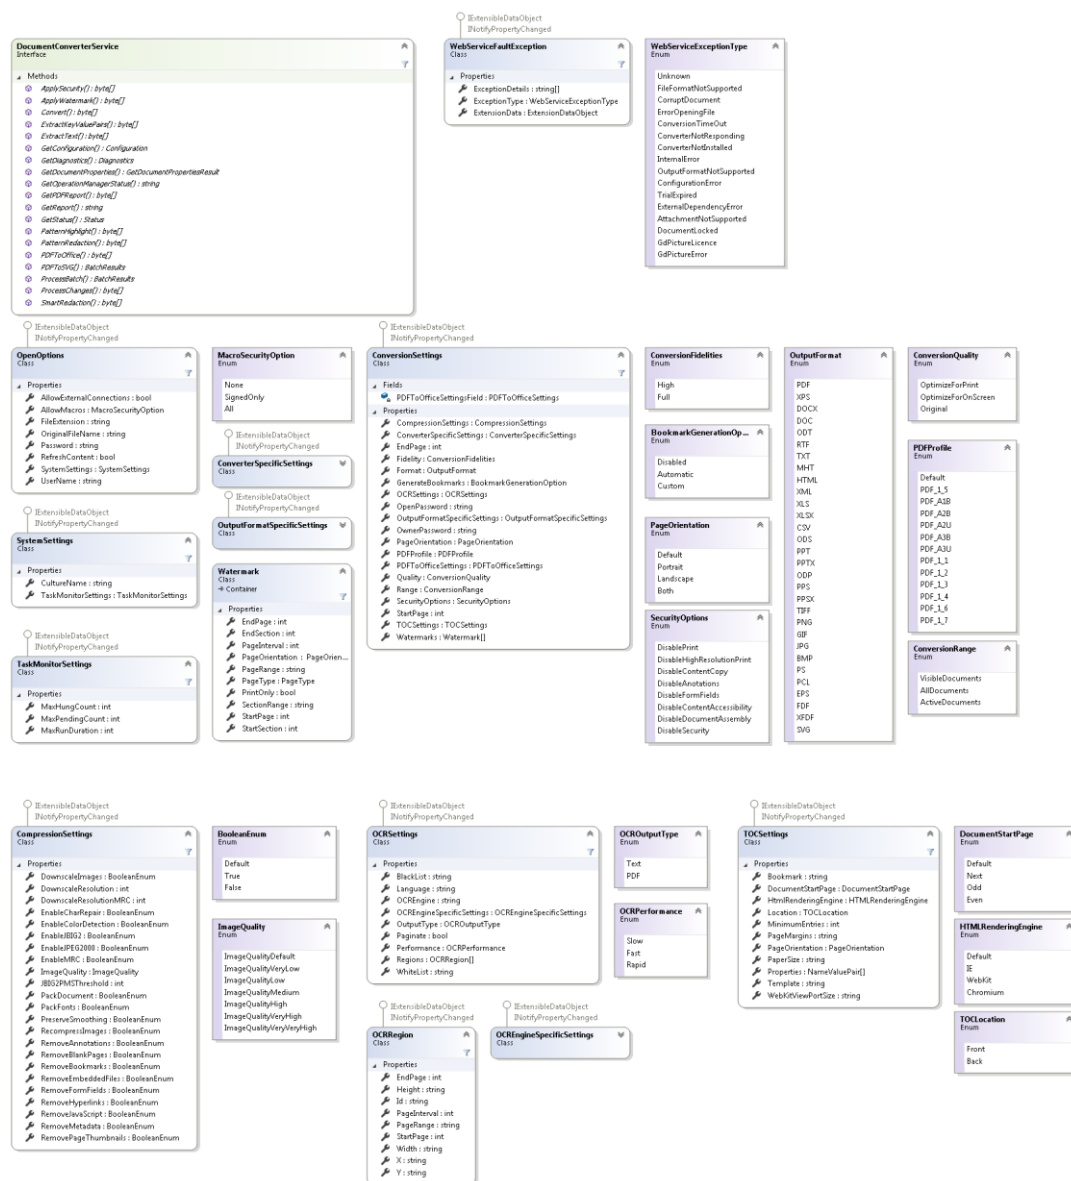 IExtensibleDataObject
INotifyPropertyChanged
DocumentConverterService
Interface
Methods
ApplySecurity() : byte[]
ApplyWatermark() : byte[]
Convert() : byte[]
ExtractKeyValuePairs() : byte[]
ExtractText() : byte[]
GetConfiguration() : Configuration
GetDiagnostics() : Diagnostics
GetDocumentProperties() : GetDocumentPropertiesResult
GetOperationManagerStatus() : string
GetPDFReport() : byte[]
GetReport() : string
GetStatus() : Status
PatternHighlight() : byte[]
PatternRedaction() : byte[]
PDFToOffice() : byte[]
PDFToSVG() : BatchResults
ProcessBatch() : BatchResults
ProcessChanges() : byte[]
SmartRedaction() : byte[]
WebServiceFaultException
Class
Properties
ExceptionDetails : string[]
ExceptionType : WebServiceExceptionType
ExtensionData : ExtensionDataObject
WebServiceExceptionType
Enum
Unknown
FileFormatNotSupported
CorruptDocument
ErrorOpeningFile
ConversionTimeOut
ConverterNotResponding
ConverterNotInstalled
InternalError
OutputFormatNotSupported
ConfigurationError
TrialExpired
ExternalDependencyError
AttachmentNotSupported
DocumentLocked
GdPictureLicence
GdPictureError
IExtensibleDataObject
INotifyPropertyChanged
OpenOptions
Class
Properties
AllowExternalConnections : bool
AllowMacros : MacroSecurityOption
FileExtension : string
OriginalFileName : string
Password : string
RefreshContent : bool
SystemSettings : SystemSettings
UserName : string
IExtensibleDataObject
INotifyPropertyChanged
SystemSettings
Class
Properties
CultureName : string
TaskMonitorSettings : TaskMonitorSettings
IExtensibleDataObject
INotifyPropertyChanged
TaskMonitorSettings
Class
Properties
MaxHungCount : int
MaxPendingCount : int
MaxRunDuration : int
MacroSecurityOption
Enum
None
SignedOnly
All
IExtensibleDataObject
INotifyPropertyChanged
ConverterSpecificSettings
Class
IExtensibleDataObject
INotifyPropertyChanged
OutputFormatSpecificSettings
Class
Watermark
Class
Container
Properties
EndPage : int
EndSection : int
PageInterval : int
PageOrientation : PageOrien...
PageRange : string
PageType : PageType
PrintOnly : bool
SectionRange : string
StartPage : int
StartSection : int
IExtensibleDataObject
INotifyPropertyChanged
ConversionSettings
Class
Fields
PDFToOfficeSettingsField : PDFToOfficeSettings
Properties
CompressionSettings : CompressionSettings
ConverterSpecificSettings : ConverterSpecificSettings
EndPage : int
Fidelity : ConversionFidelities
Format : OutputFormat
GenerateBookmarks : BookmarkGenerationOption
OCRSettings : OCRSettings
OpenPassword : string
OutputFormatSpecificSettings : OutputFormatSpecificSettings
OwnerPassword : string
PageOrientation : PageOrientation
PDFProfile : PDFProfile
PDFToOfficeSettings : PDFToOfficeSettings
Quality : ConversionQuality
Range : ConversionRange
SecurityOptions : SecurityOptions
StartPage : int
TOCSettings : TOCSettings
Watermarks : Watermark[]
ConversionFidelities
Enum
High
Full
BookmarkGenerationOp...
Enum
Disabled
Automatic
Custom
PageOrientation
Enum
Default
Portrait
Landscape
Both
SecurityOptions
Enum
DisablePrint
DisableHighResolutionPrint
DisableContentCopy
DisableAnotations
DisableFormFields
DisableContentAccessibility
DisableDocumentAssembly
DisableSecurity
OutputFormat
Enum
PDF
XPS
DOCX
DOC
ODT
RTF
TXT
MHT
HTML
XML
XLS
XLSX
CSV
ODS
PPT
PPTX
ODP
PPS
PPSX
TIFF
PNG
GIF
JPG
BMP
PS
PCL
EPS
FDF
XFDF
SVG
ConversionQuality
Enum
OptimizeForPrint
OptimizeForOnScreen
Original
PDFProfile
Enum
Default
PDF_1_5
PDF_A1B
PDF_A2B
PDF_A2U
PDF_A3B
PDF_A3U
PDF_1_1
PDF_1_2
PDF_1_3
PDF_1_4
PDF_1_6
PDF_1_7
ConversionRange
Enum
VisibleDocuments
AllDocuments
ActiveDocuments
IExtensibleDataObject
INotifyPropertyChanged
CompressionSettings
Class
Properties
DownscaleImages : BooleanEnum
DownscaleResolution : int
DownscaleResolutionMRC : int
EnableCharRepair : BooleanEnum
EnableColorDetection : BooleanEnum
EnableJBIG2 : BooleanEnum
EnableJPEG2000 : BooleanEnum
EnableMRC : BooleanEnum
ImageQuality : ImageQuality
JBIG2PMSThreshold : int
PackDocument : BooleanEnum
PackFonts : BooleanEnum
PreserveSmoothing : BooleanEnum
RecompressImages : BooleanEnum
RemoveAnnotations : BooleanEnum
RemoveBlankPages : BooleanEnum
RemoveBookmarks : BooleanEnum
RemoveEmbeddedFiles : BooleanEnum
RemoveFormFields : BooleanEnum
RemoveHyperlinks : BooleanEnum
RemoveJavaScript : BooleanEnum
RemoveMetadata : BooleanEnum
RemovePageThumbnails : BooleanEnum
BooleanEnum
Enum
Default
True
False
ImageQuality
Enum
ImageQualityDefault
ImageQualityVeryLow
ImageQualityLow
ImageQualityMedium
ImageQualityHigh
ImageQualityVeryHigh
ImageQualityVeryVeryHigh
IExtensibleDataObject
INotifyPropertyChanged
OCRSettings
Class
Properties
BlackList : string
Language : string
OCREngine : string
OCREngineSpecificSettings : OCREngineSpecificSettings
OutputType : OCROutputType
Paginate : bool
Performance : OCRPerformance
Regions : OCRRegion[]
WhiteList : string
IExtensibleDataObject
INotifyPropertyChanged
OCRRegion
Class
Properties
EndPage : int
Height : string
Id : string
PageInterval : int
PageRange : string
StartPage : int
Width : string
X : string
Y : string
IExtensibleDataObject
INotifyPropertyChanged
OCREngineSpecificSettings
Class
OCROutputType
Enum
Text
PDF
OCRPerformance
Enum
Slow
Fast
Rapid
IExtensibleDataObject
INotifyPropertyChanged
TOCSettings
Class
Properties
Bookmark : string
DocumentStartPage : DocumentStartPage
HtmlRenderingEngine : HTMLRenderingEngine
Location : TOCLocation
MinimumEntries : int
PageMargins : string
PageOrientation : PageOrientation
PaperSize : string
Properties : NameValuePair[]
Template : string
WebKitViewPortSize : string
DocumentStartPage
Enum
Default
Next
Odd
Even
HTMLRenderingEngine
Enum
Default
IE
WebKit
Chromium
TOCLocation
Enum
Front
Back